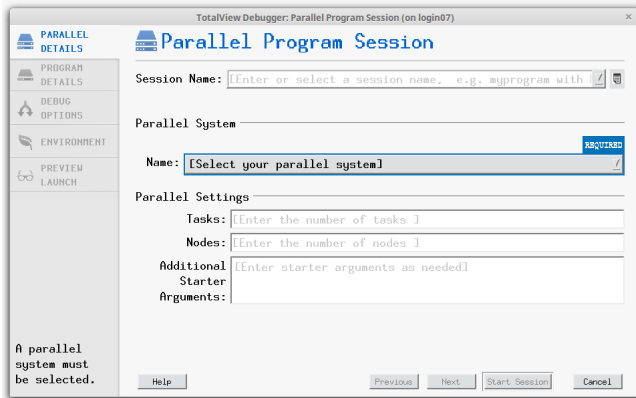 TotalView Debugger: Parallel Program Session (on login07)
PARALLEL
DETAILS
PROGRAM
DETAILS
DEBUG
OPTIONS
ENVIRONMENT
PREVIEW
LAUNCH
A parallel
system must
be selected.
Parallel Program Session
Session Name: [Enter or select a session name,  e.g. myprogram with
Parallel System
REQUIRED
Name: [Select your parallel system]
Parallel Settings
Tasks: [Enter the number of tasks ]
Nodes: [Enter the number of nodes ]
Additional [Enter starter arguments as needed]
Starter
Arguments:
Help Previous Next Start Session Cancel